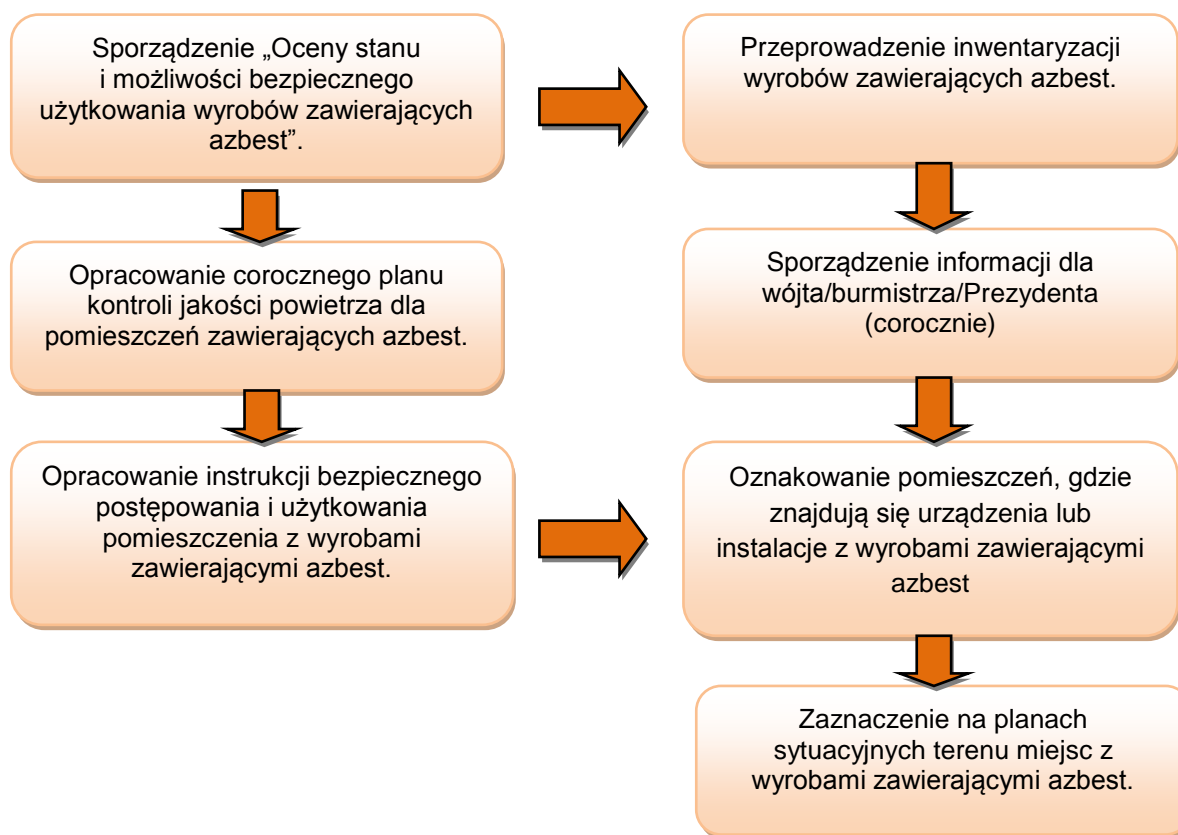 Sporządzenie „Oceny stanu
i możliwości bezpiecznego
użytkowania wyrobów zawierających
azbest”.
Przeprowadzenie inwentaryzacji
wyrobów zawierających azbest.
Opracowanie corocznego planu
kontroli jakości powietrza dla
pomieszczeń zawierających azbest.
Sporządzenie informacji dla
wójta/burmistrza/Prezydenta
(corocznie)
Opracowanie instrukcji bezpiecznego
postępowania i użytkowania
pomieszczenia z wyrobami
zawierającymi azbest.
Oznakowanie pomieszczeń, gdzie
znajdują się urządzenia lub
instalacje z wyrobami zawierającymi
azbest
Zaznaczenie na planach
sytuacyjnych terenu miejsc z
wyrobami zawierającymi azbest.